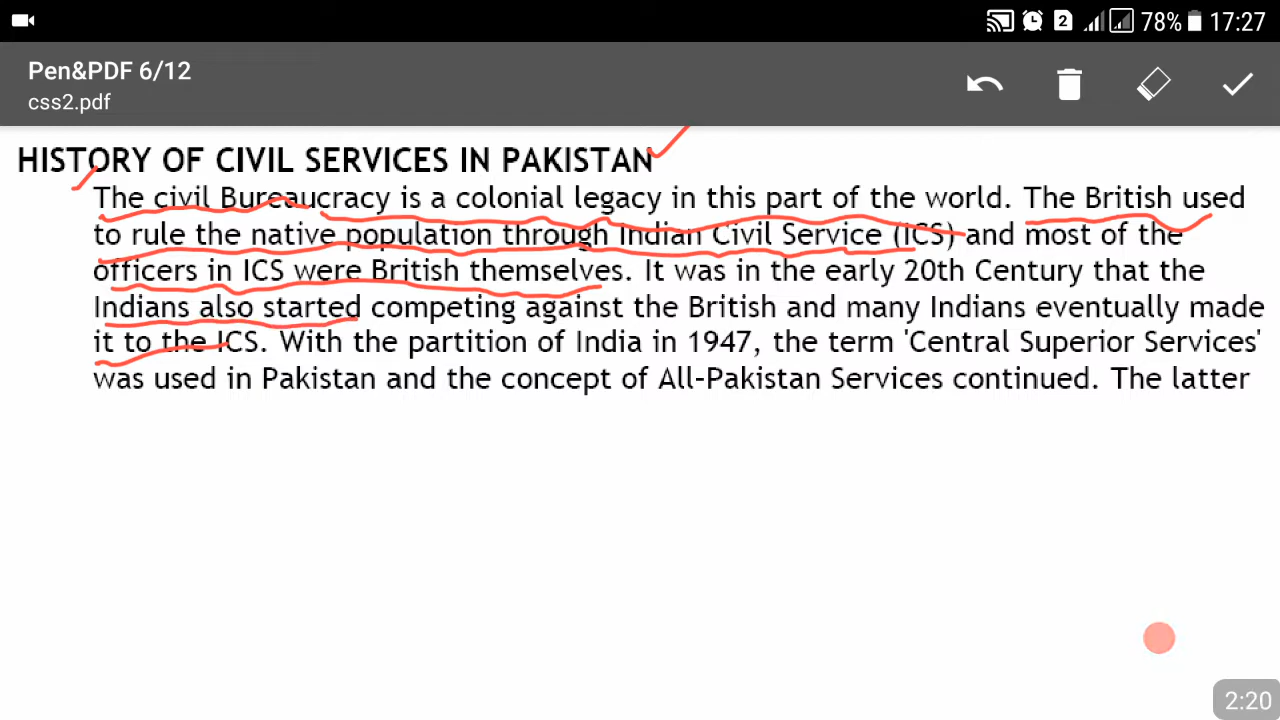 2 78% 17:27
Pen&PDF 6/12
css2.pdf
HISTORY OF CIVIL SERVICES IN PAKISTAN
The civil Bureaucracy is a colonial legacy in this part of the world. The British used
to rule the native population through Indian Civil Service (ICS) and most of the
officers in ICS were British themselves. It was in the early 20th Century that the
Indians also started competing against the British and many Indians eventually made
it to the ICS. With the partition of India in 1947, the term 'Central Superior Services'
was used in Pakistan and the concept of All-Pakistan Services continued. The latter
2:20